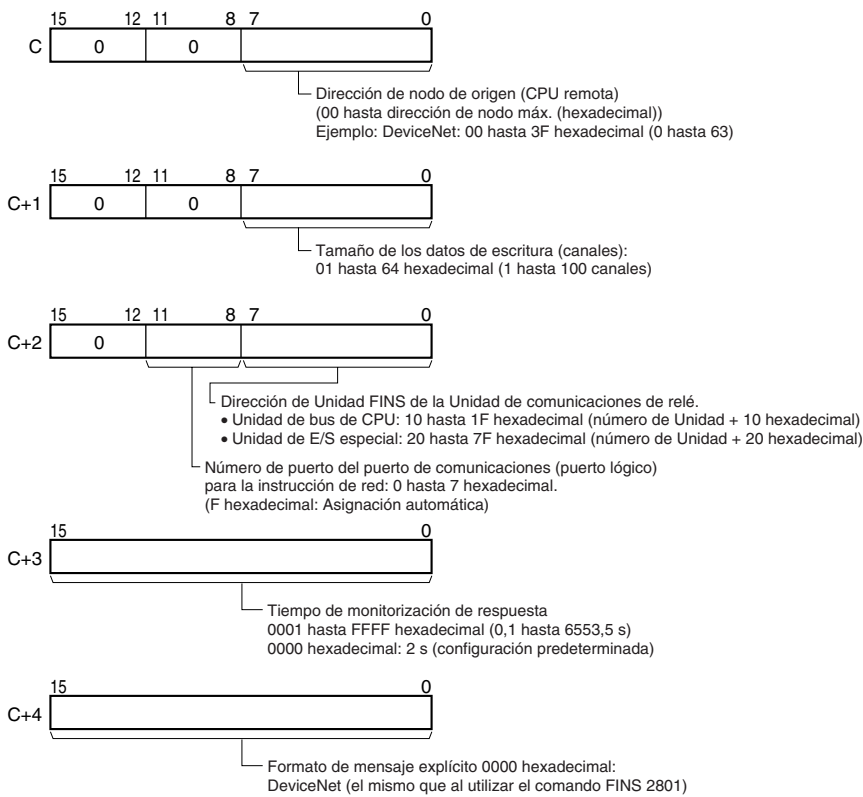 15 12 11 8 7 0
C 0 0
Dirección de nodo de origen (CPU remota)
(00 hasta dirección de nodo máx. (hexadecimal))
Ejemplo: DeviceNet: 00 hasta 3F hexadecimal (0 hasta 63)
15 12 11 8 7 0
C+1 0 0
Tamaño de los datos de escritura (canales):
01 hasta 64 hexadecimal (1 hasta 100 canales)
15 12 11 8 7 0
C+2 0
Dirección de Unidad FINS de la Unidad de comunicaciones de relé.
• Unidad de bus de CPU: 10 hasta 1F hexadecimal (número de Unidad + 10 hexadecimal)
• Unidad de E/S especial: 20 hasta 7F hexadecimal (número de Unidad + 20 hexadecimal)
Número de puerto del puerto de comunicaciones (puerto lógico)
para la instrucción de red: 0 hasta 7 hexadecimal.
(F hexadecimal: Asignación automática)
15 0
C+3
Tiempo de monitorización de respuesta
0001 hasta FFFF hexadecimal (0,1 hasta 6553,5 s)
0000 hexadecimal: 2 s (configuración predeterminada)
15 0
C+4
Formato de mensaje explícito 0000 hexadecimal:
DeviceNet (el mismo que al utilizar el comando FINS 2801)